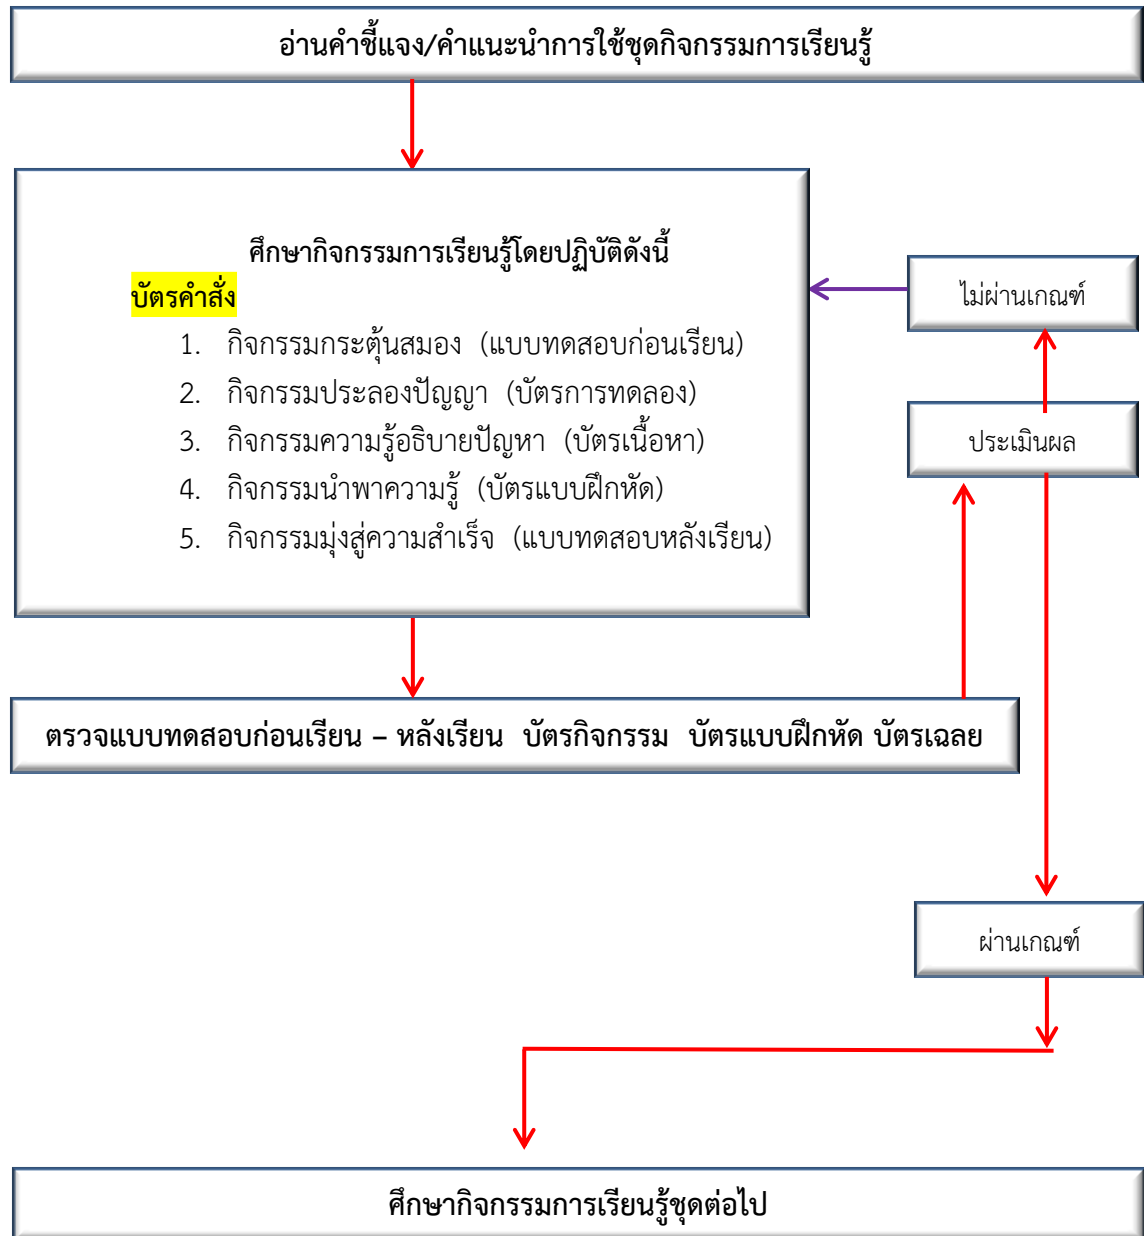 อ่านคำชี้แจง/คำแนะนำการใช้ชุดกิจกรรมการเรียนรู้
ศึกษากิจกรรมการเรียนรู้โดยปฏิบัติดังนี้
บัตรคำสั่ง
1. กิจกรรมกระตุ้นสมอง (แบบทดสอบก่อนเรียน)
2. กิจกรรมประลองปัญญา (บัตรการทดลอง)
3. กิจกรรมความรู้อธิบายปัญหา (บัตรเนื้อหา)
4. กิจกรรมนำพาความรู้ (บัตรแบบฝึกหัด)
5. กิจกรรมมุ่งสู่ความสำเร็จ (แบบทดสอบหลังเรียน)
ไม่ผ่านเกณฑ์
ประเมินผล
ตรวจแบบทดสอบก่อนเรียน – หลังเรียน บัตรกิจกรรม บัตรแบบฝึกหัด บัตรเฉลย
ผ่านเกณฑ์
ศึกษากิจกรรมการเรียนรู้ชุดต่อไป